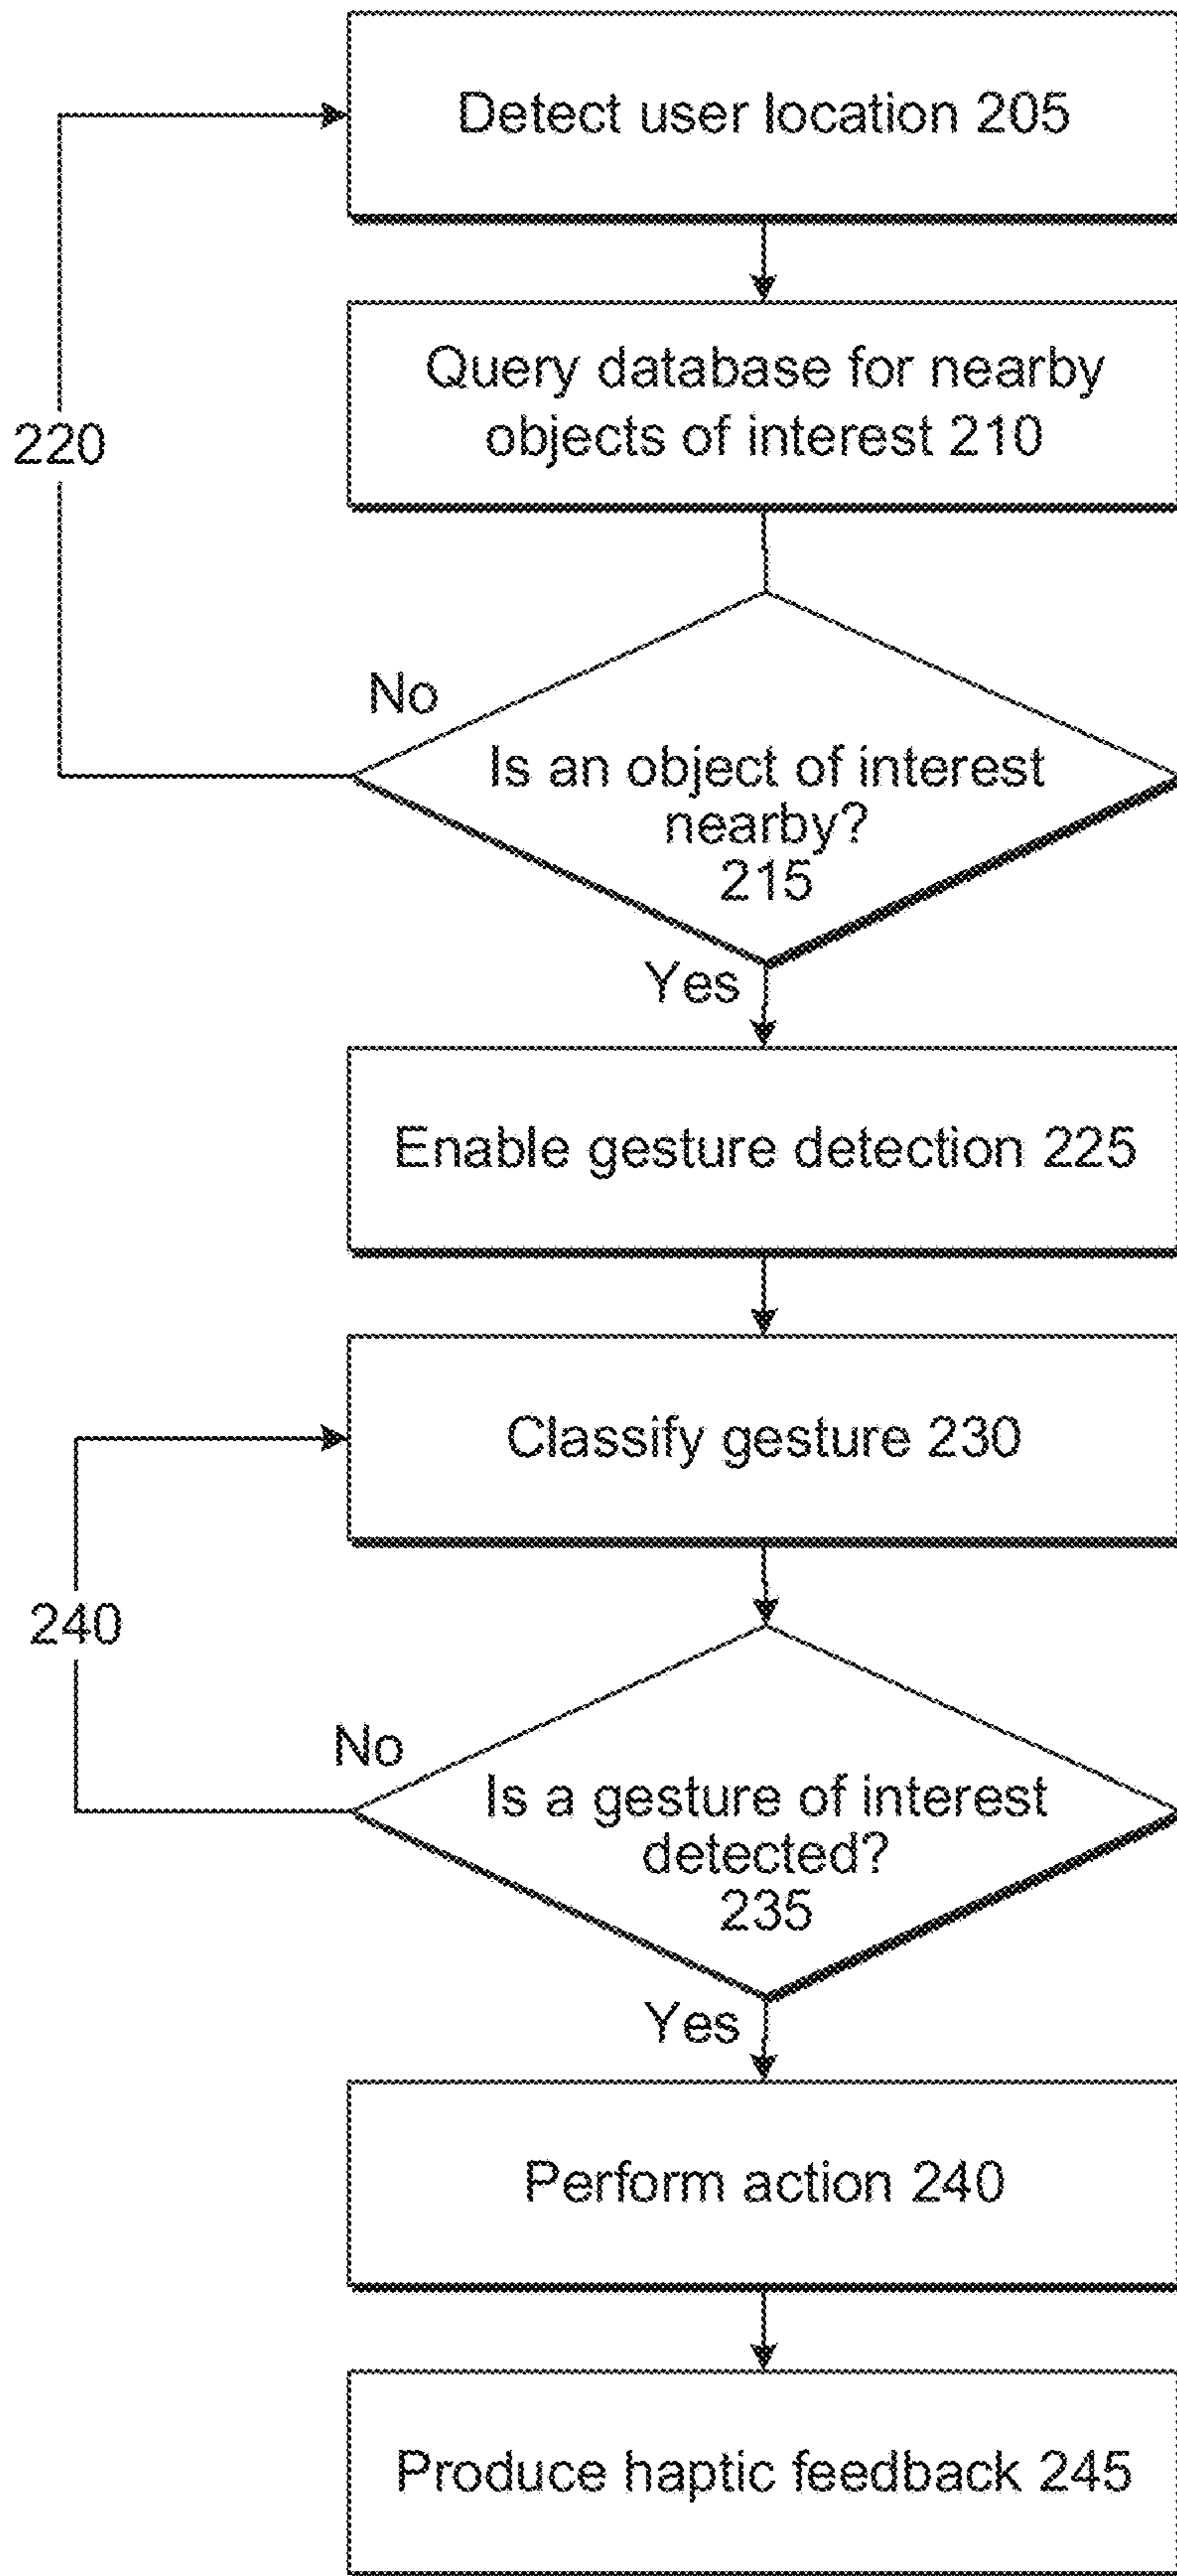 Detect user location 205
Query database for nearby
objects of interest 210
220
No
Is an object of interest
nearby?
215
Yes
Enable gesture detection 225
Classify gesture 230
240
No
Is a gesture of interest
detected?
235
Yes
Perform action 240
Produce haptic feedback 245